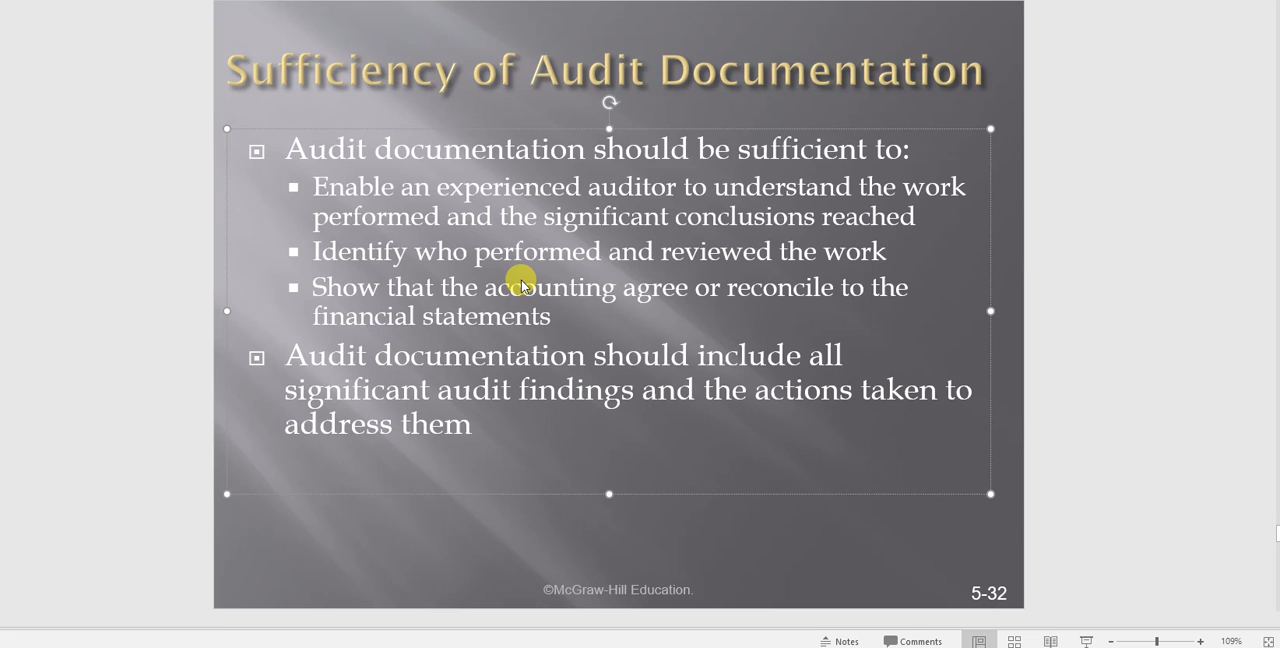 Sufficiency of Audit Documentation
Audit documentation should be sufficient to:
Enable an experienced auditor to understand the work
performed and the significant conclusions reached
Identify who performed and reviewed the work
Show that the accounting agree or reconcile to the
financial statements
Audit documentation should include all
significant audit findings and the actions taken to
address them
©McGraw-Hill Education.
5-32
Notes
Comments
109%